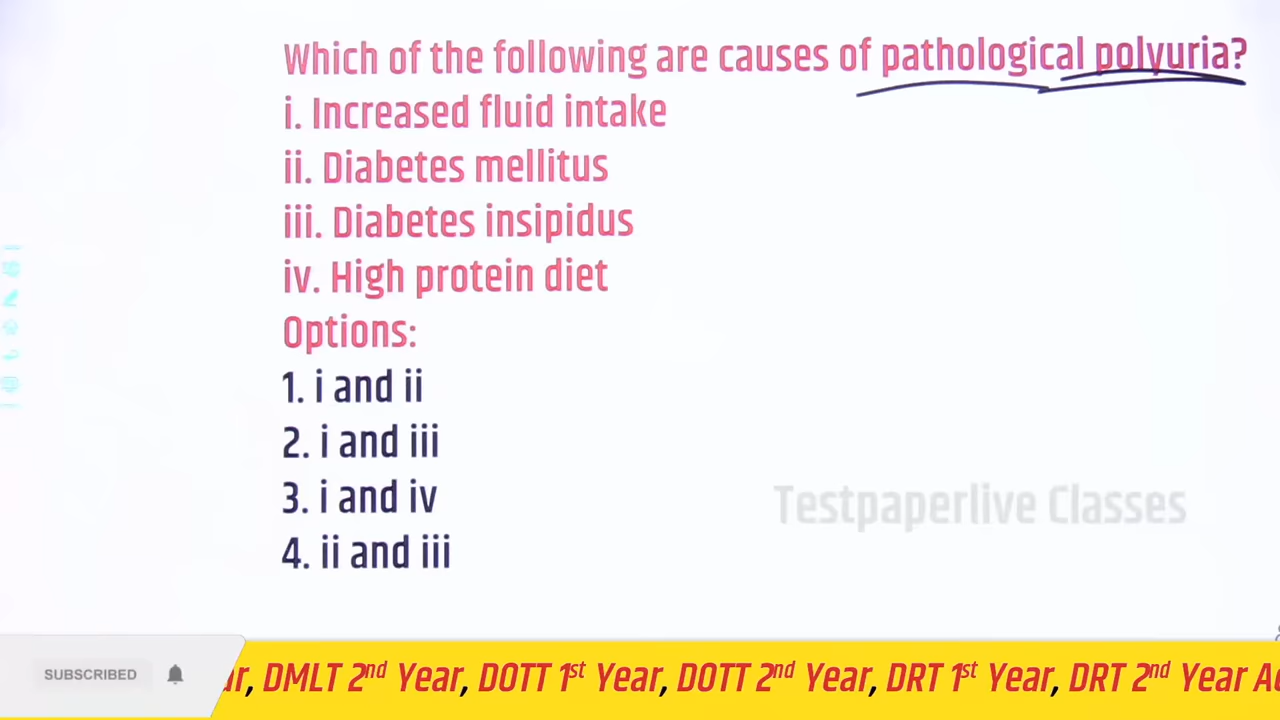 Which of the following are causes of pathological polyuria?
i. Increased fluid intake
ii. Diabetes mellitus
iii. Diabetes insipidus
iv. High protein diet
Options:
1. i and ii
2. i and iii
3. i and iv
4. ii and iii
Testpaperlive Classes
SUBSCRIBED
, DMLT 2nd Year, DOTT 1st Year, DOTT 2nd Year, DRT 1st Year, DRT 2nd Year